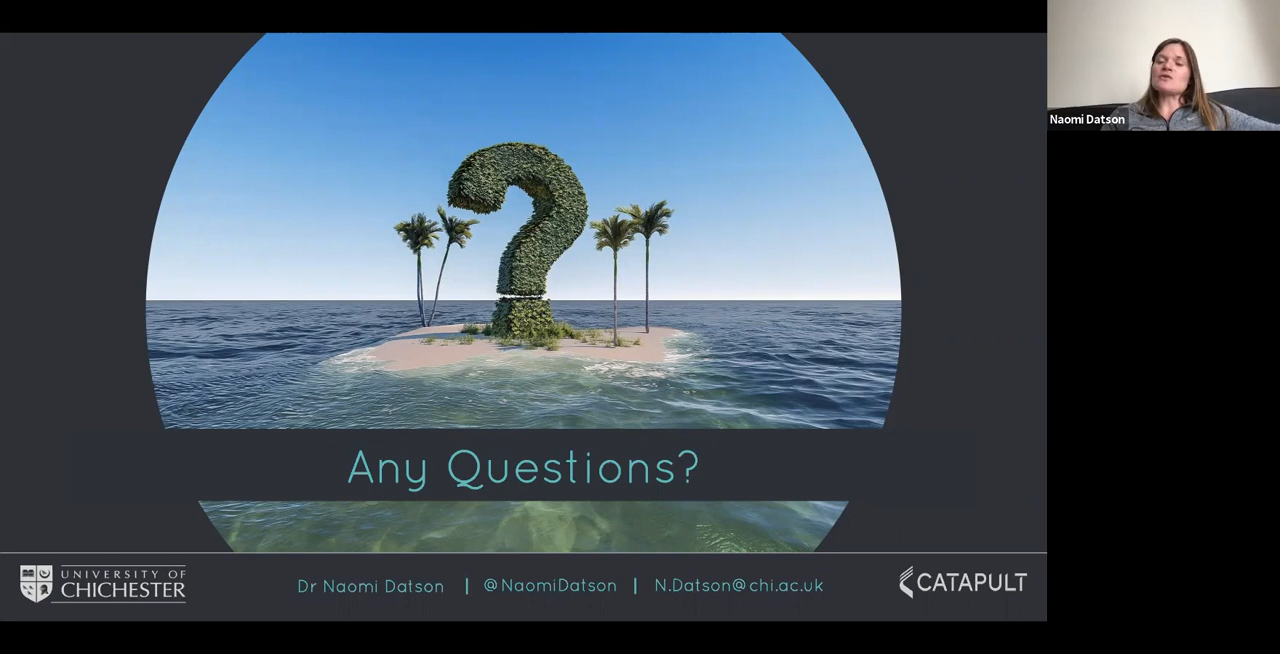 Naomi Datson
Any Questions?
UNIVERSITY OF
CHICHESTER
Dr Naomi Datson | @NaomiDatson | N.Datson@chi.ac.uk
CATAPULT